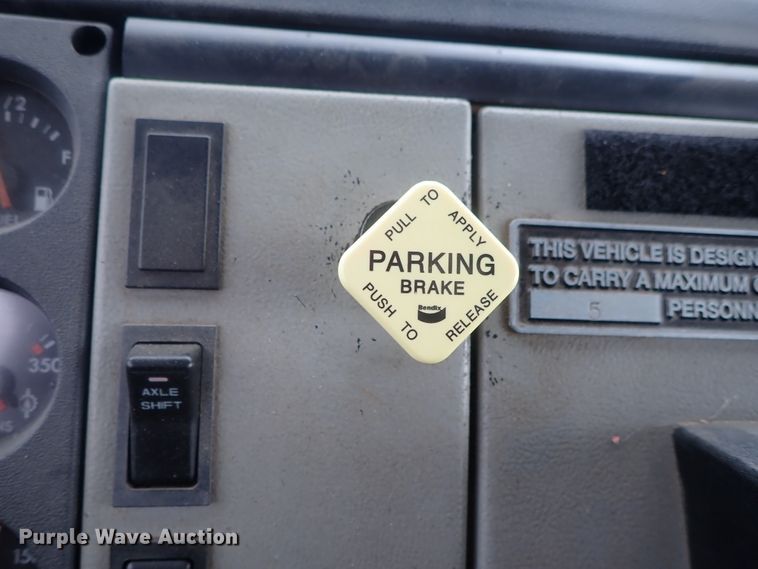 1/2
F
PULL TO APPLY
PARKING
BRAKE
Bendix
PUSH TO RELEASE
THIS VEHICLE IS DESIGN
TO CARRY A MAXIMUM
5 PERSONN
350
AXLE
SHIFT
Purple Wave Auction